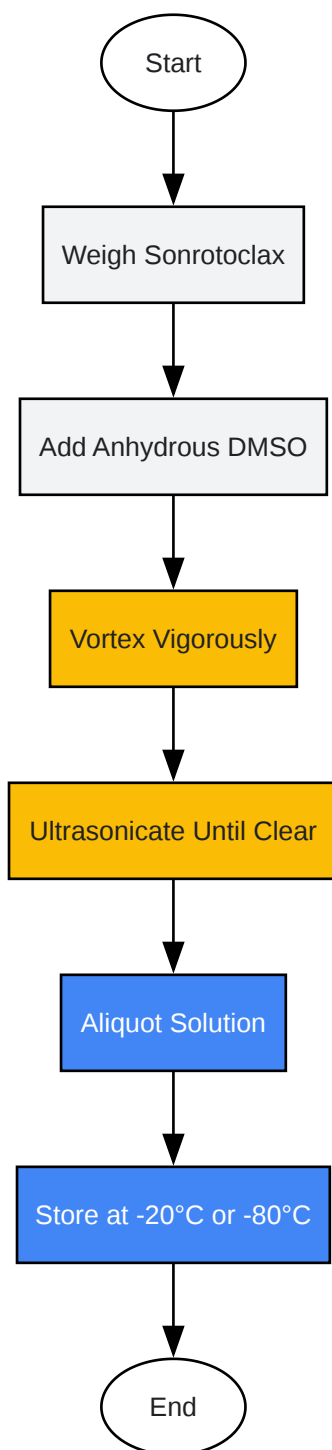 Start
Weigh Sonrotoclax
Add Anhydrous DMSO
Vortex Vigorously
Ultrasonicate Until Clear
Aliquot Solution
Store at -20°C or -80°C
End